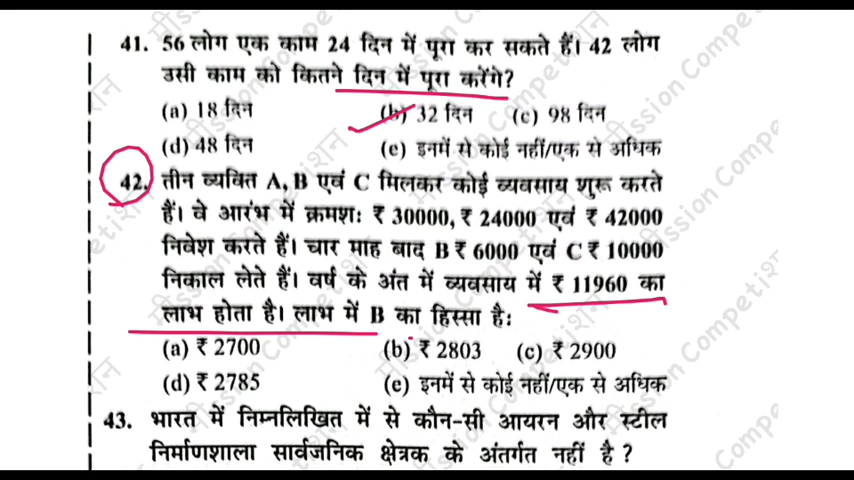 41. 56 लोग एक काम 24 दिन में पूरा कर सकते हैं। 42 लोग
उसी काम को कितने दिन में पूरा करेंगे?
(a) 18 दिन (b) 32 दिन (c) 98 दिन
(d) 48 दिन (e) इनमें से कोई नहीं/एक से अधिक
42. तीन व्यक्ति A, B एवं C मिलकर कोई व्यवसाय शुरू करते
हैं। वे आरंभ में क्रमशः ₹ 30000, ₹ 24000 एवं ₹ 42000
निवेश करते हैं। चार माह बाद B ₹ 6000 एवं C ₹ 10000
निकाल लेते हैं। वर्ष के अंत में व्यवसाय में ₹ 11960 का
लाभ होता है। लाभ में B का हिस्सा है:
(a) ₹ 2700 (b) ₹ 2803 (c) ₹ 2900
(d) ₹ 2785 (e) इनमें से कोई नहीं/एक से अधिक
43. भारत में निम्नलिखित में से कौन-सी आयरन और स्टील
निर्माणशाला सार्वजनिक क्षेत्रक के अंतर्गत नहीं है ?